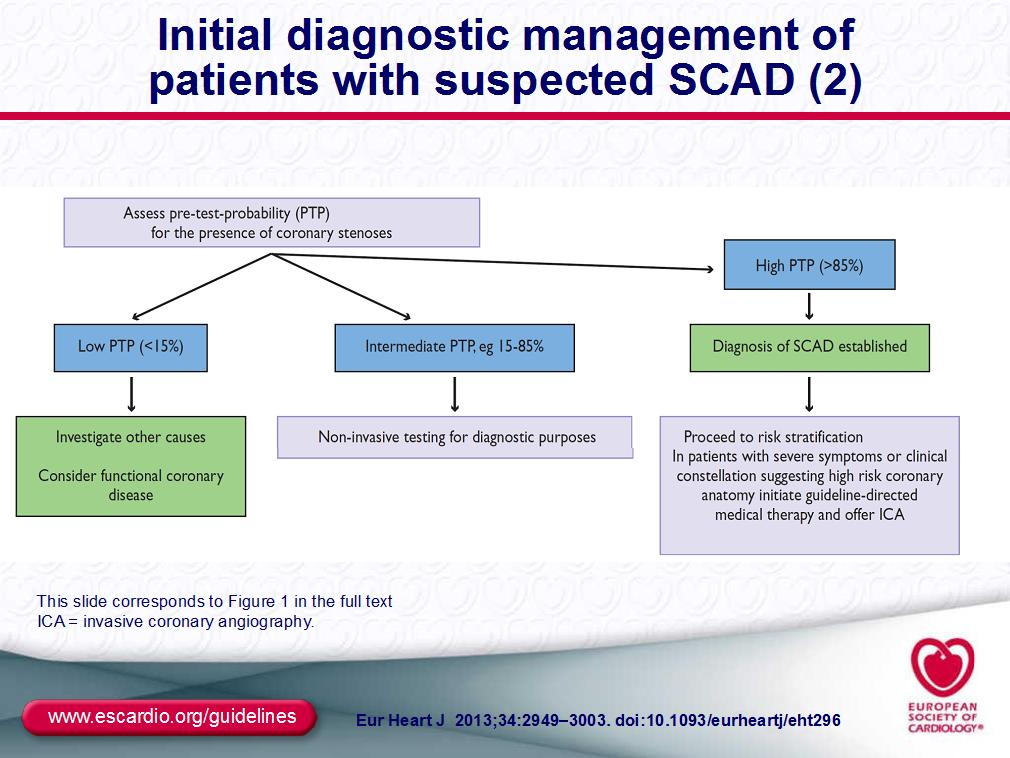 Initial diagnostic management of
patients with suspected SCAD (2)
Assess pre-test-probability (PTP)
for the presence of coronary stenoses
High PTP (>85%)
Low PTP (<15%)
Intermediate PTP, eg 15-85%
Diagnosis of SCAD established
Investigate other causes
Consider functional coronary
disease
Non-invasive testing for diagnostic purposes
Proceed to risk stratification
In patients with severe symptoms or clinical
constellation suggesting high risk coronary
anatomy initiate guideline-directed
medical therapy and offer ICA
This slide corresponds to Figure 1 in the full text
ICA = invasive coronary angiography.
www.escardio.org/guidelines
Eur Heart J 2013;34:2949–3003. doi:10.1093/eurheartj/eht296
EUROPEAN
SOCIETY OF
CARDIOLOGY®